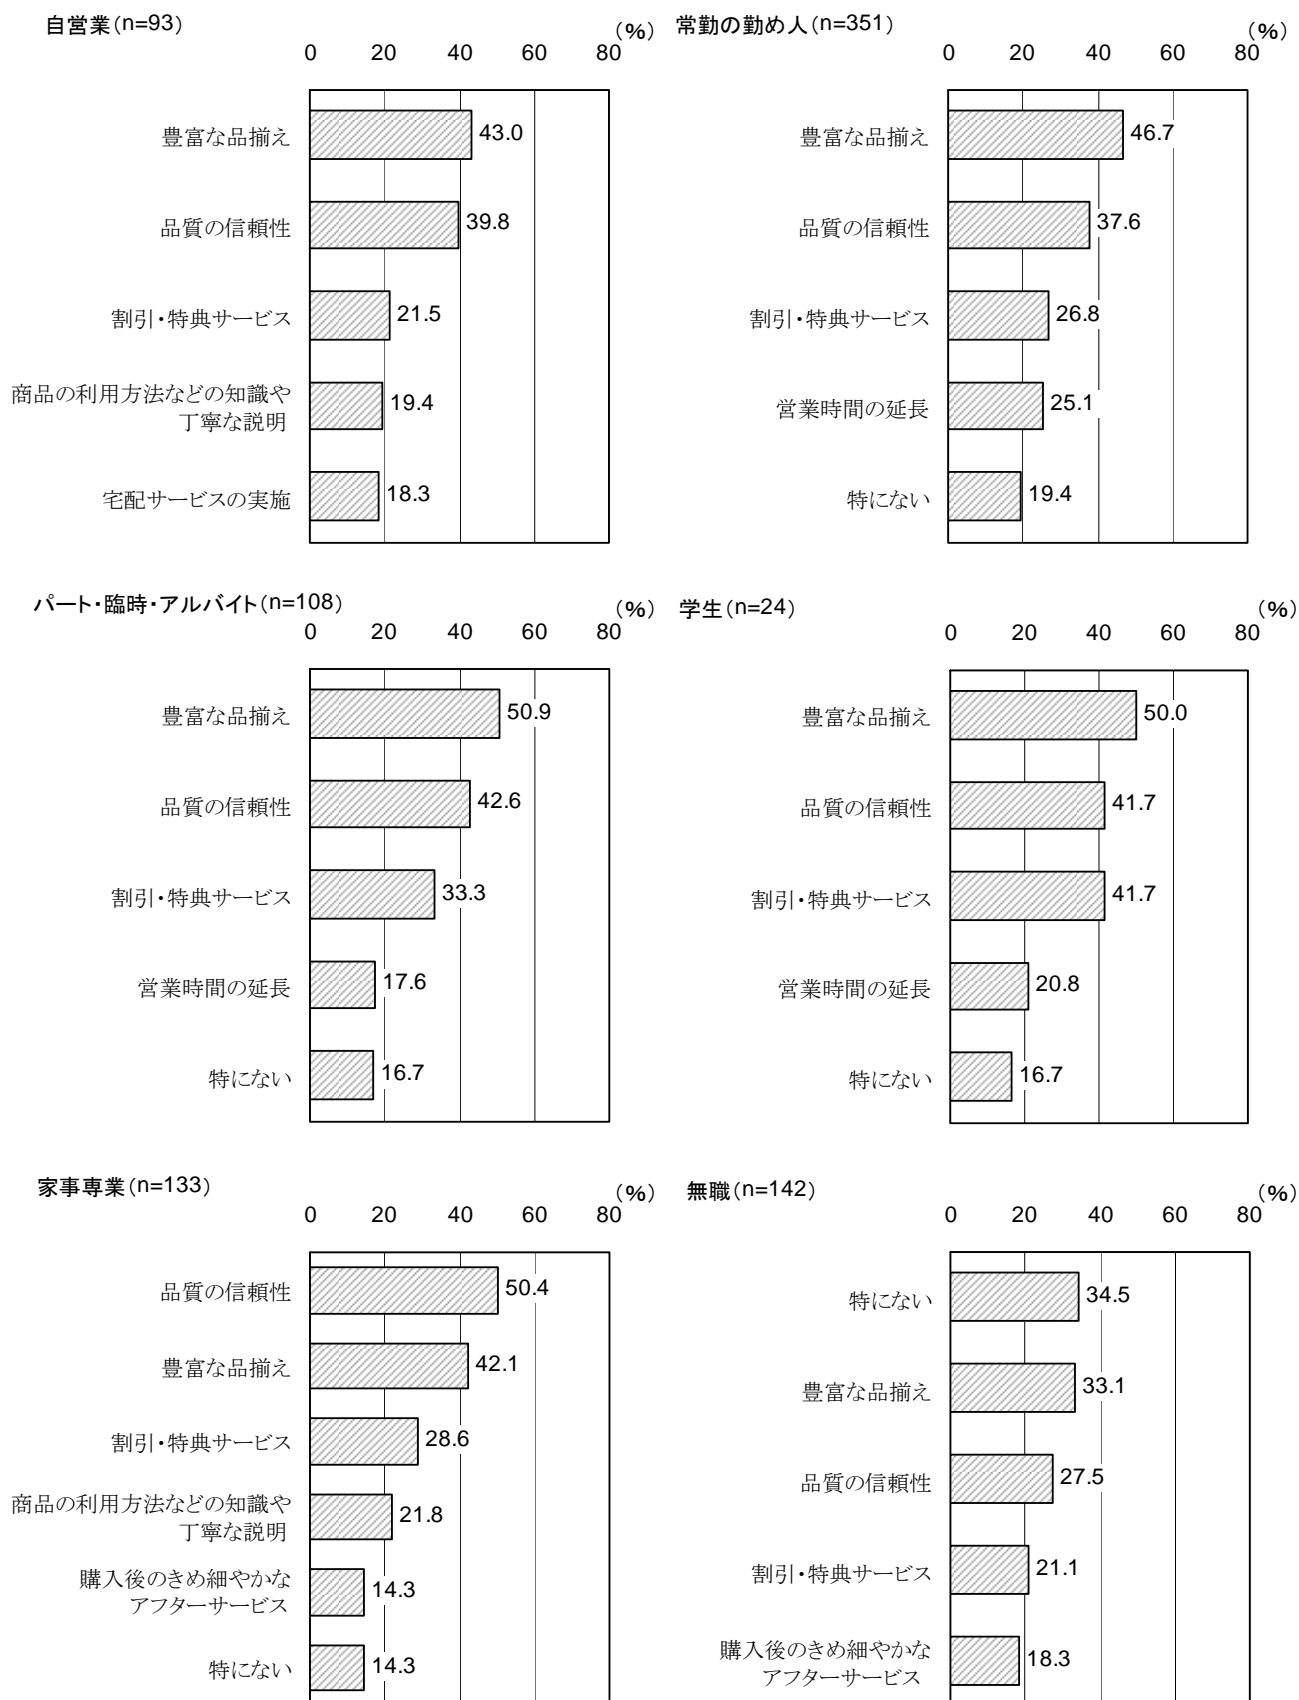 自営業(n=93)
(%)
0 20 40 60 80
豊富な品揃え 43.0
品質の信頼性 39.8
割引・特典サービス 21.5
商品の利用方法などの知識や
丁寧な説明 19.4
宅配サービスの実施 18.3
常勤の勤め人(n=351)
(%)
0 20 40 60 80
豊富な品揃え 46.7
品質の信頼性 37.6
割引・特典サービス 26.8
営業時間の延長 25.1
特にない 19.4
パート・臨時・アルバイト(n=108)
(%)
0 20 40 60 80
豊富な品揃え 50.9
品質の信頼性 42.6
割引・特典サービス 33.3
営業時間の延長 17.6
特にない 16.7
学生(n=24)
(%)
0 20 40 60 80
豊富な品揃え 50.0
品質の信頼性 41.7
割引・特典サービス 41.7
営業時間の延長 20.8
特にない 16.7
家事専業(n=133)
(%)
0 20 40 60 80
品質の信頼性 50.4
豊富な品揃え 42.1
割引・特典サービス 28.6
商品の利用方法などの知識や
丁寧な説明 21.8
購入後のきめ細やかな
アフターサービス 14.3
特にない 14.3
無職(n=142)
(%)
0 20 40 60 80
特にない 34.5
豊富な品揃え 33.1
品質の信頼性 27.5
割引・特典サービス 21.1
購入後のきめ細やかな
アフターサービス 18.3